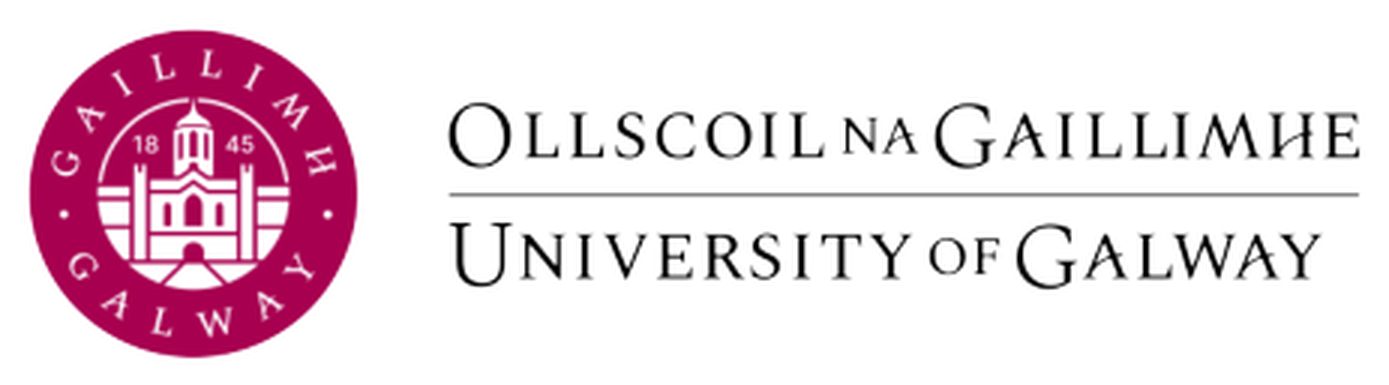 GAILLIMH
18 45
GALWAY
OLLSCOIL NA GAILLIMHE
UNIVERSITY OF GALWAY